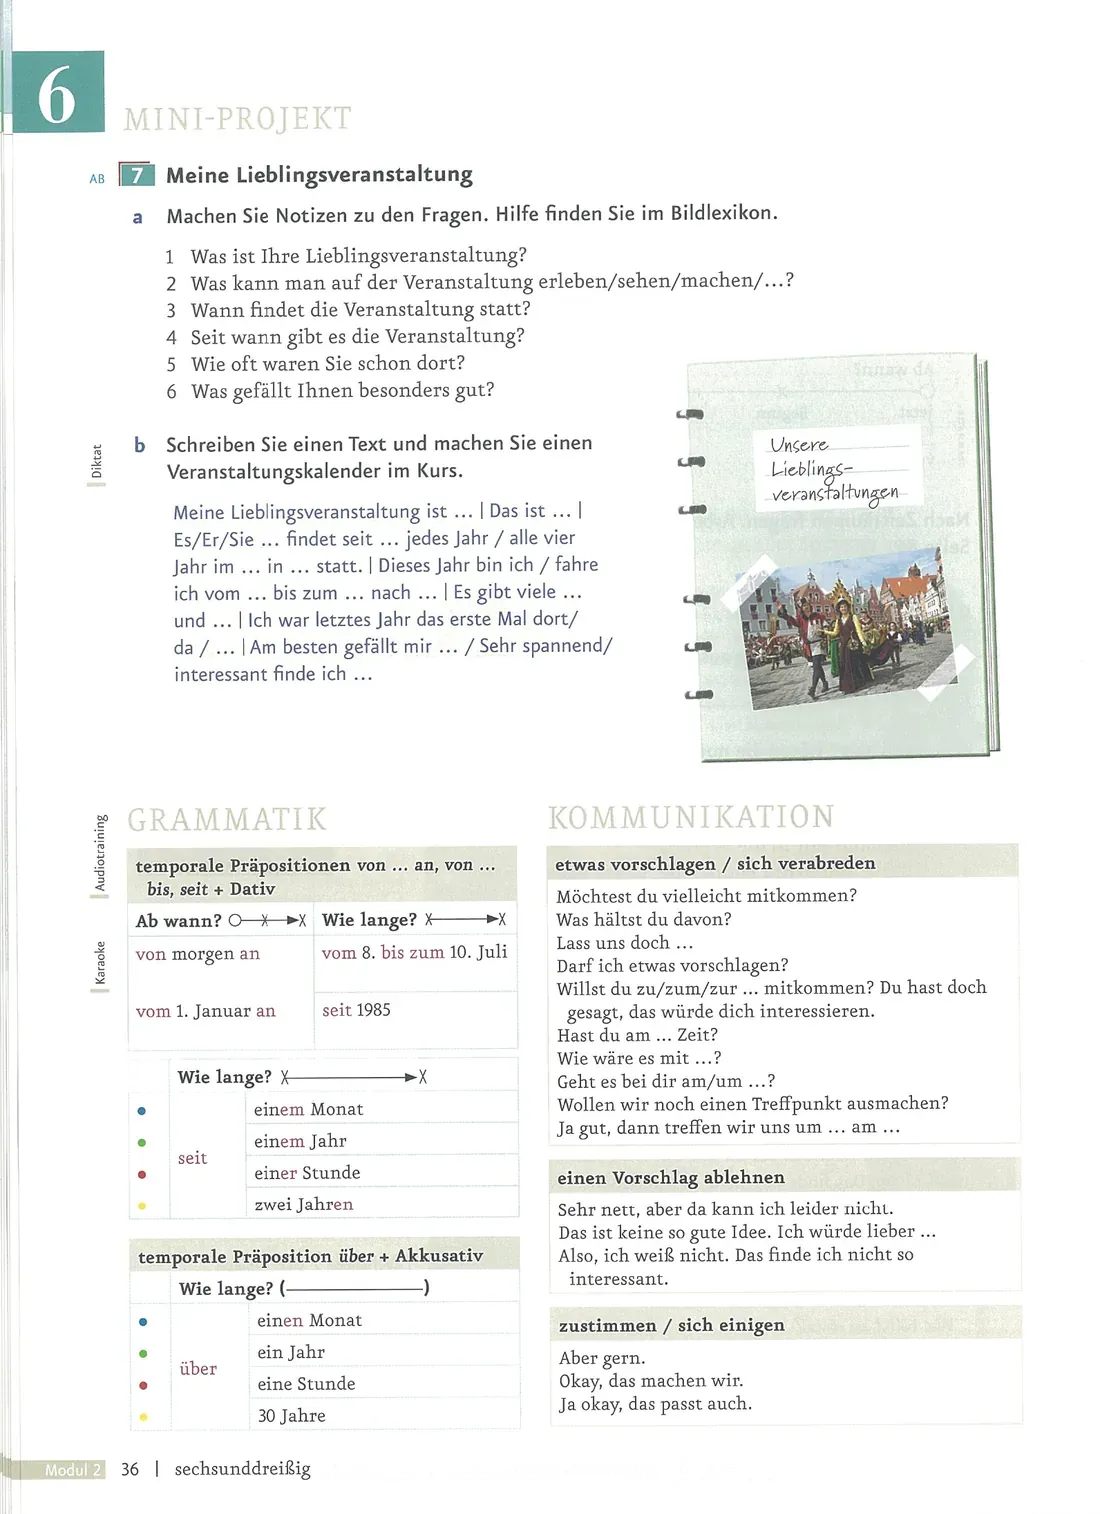 6
MINI-PROJEKT
AB 7 Meine Lieblingsveranstaltung
a Machen Sie Notizen zu den Fragen. Hilfe finden Sie im Bildlexikon.
1 Was ist Ihre Lieblingsveranstaltung?
2 Was kann man auf der Veranstaltung erleben/sehen/machen/...?
3 Wann findet die Veranstaltung statt?
4 Seit wann gibt es die Veranstaltung?
5 Wie oft waren Sie schon dort?
6 Was gefällt Ihnen besonders gut?
Diktat
b Schreiben Sie einen Text und machen Sie einen
Veranstaltungskalender im Kurs.
Meine Lieblingsveranstaltung ist ... | Das ist ... |
Es/Er/Sie ... findet seit ... jedes Jahr / alle vier
Jahr im ... in ... statt. | Dieses Jahr bin ich / fahre
ich vom ... bis zum ... nach ... | Es gibt viele ...
und ... | Ich war letztes Jahr das erste Mal dort/
da / ... | Am besten gefällt mir ... / Sehr spannend/
interessant finde ich ...
Unsere
Lieblings-
veranstaltungen
Audiotraining
Karaoke
GRAMMATIK
temporale Präpositionen von ... an, von ...
bis, seit + Dativ
Ab wann? Wie lange?
von morgen an vom 8. bis zum 10. Juli
vom 1. Januar an seit 1985
Wie lange?
seit
einem Monat
einem Jahr
einer Stunde
zwei Jahren
temporale Präposition über + Akkusativ
Wie lange? ( )
über
einen Monat
ein Jahr
eine Stunde
30 Jahre
KOMMUNIKATION
etwas vorschlagen / sich verabreden
Möchtest du vielleicht mitkommen?
Was hältst du davon?
Lass uns doch ...
Darf ich etwas vorschlagen?
Willst du zu/zum/zur ... mitkommen? Du hast doch
gesagt, das würde dich interessieren.
Hast du am ... Zeit?
Wie wäre es mit ...?
Geht es bei dir am/um ...?
Wollen wir noch einen Treffpunkt ausmachen?
Ja gut, dann treffen wir uns um ... am ...
einen Vorschlag ablehnen
Sehr nett, aber da kann ich leider nicht.
Das ist keine so gute Idee. Ich würde lieber ...
Also, ich weiß nicht. Das finde ich nicht so
interessant.
zustimmen / sich einigen
Aber gern.
Okay, das machen wir.
Ja okay, das passt auch.
Modul 2 36 | sechsunddreißig